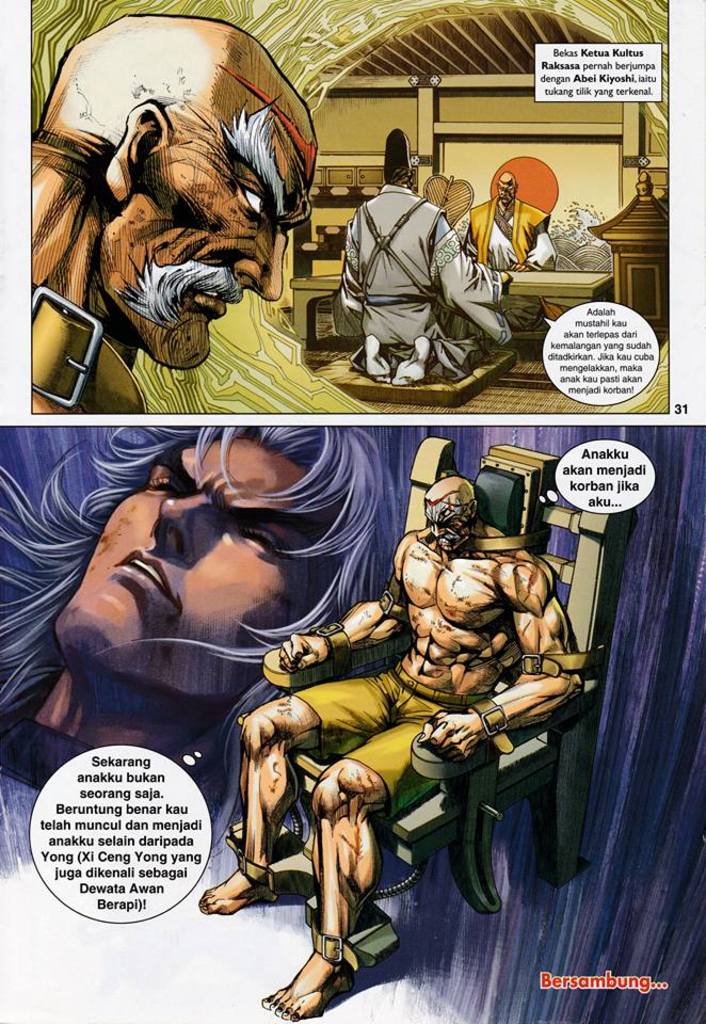 Bekas Ketua Kultus
Raksasa pernah berjumpa
dengan Abei Kiyoshi, iaitu
tukang tilik yang terkenal.
Adalah
mustahil kau
akan terlepas dari
kemalangan yang sudah
ditadkirkan. Jika kau cuba
mengelakkan, maka
anak kau pasti akan
menjadi korban!
31
Anakku
akan menjadi
korban jika
aku...
Sekarang
anakku bukan
seorang saja.
Beruntung benar kau
telah muncul dan menjadi
anakku selain daripada
Yong (Xi Ceng Yong yang
juga dikenali sebagai
Dewata Awan
Berapi)!
Bersambung...